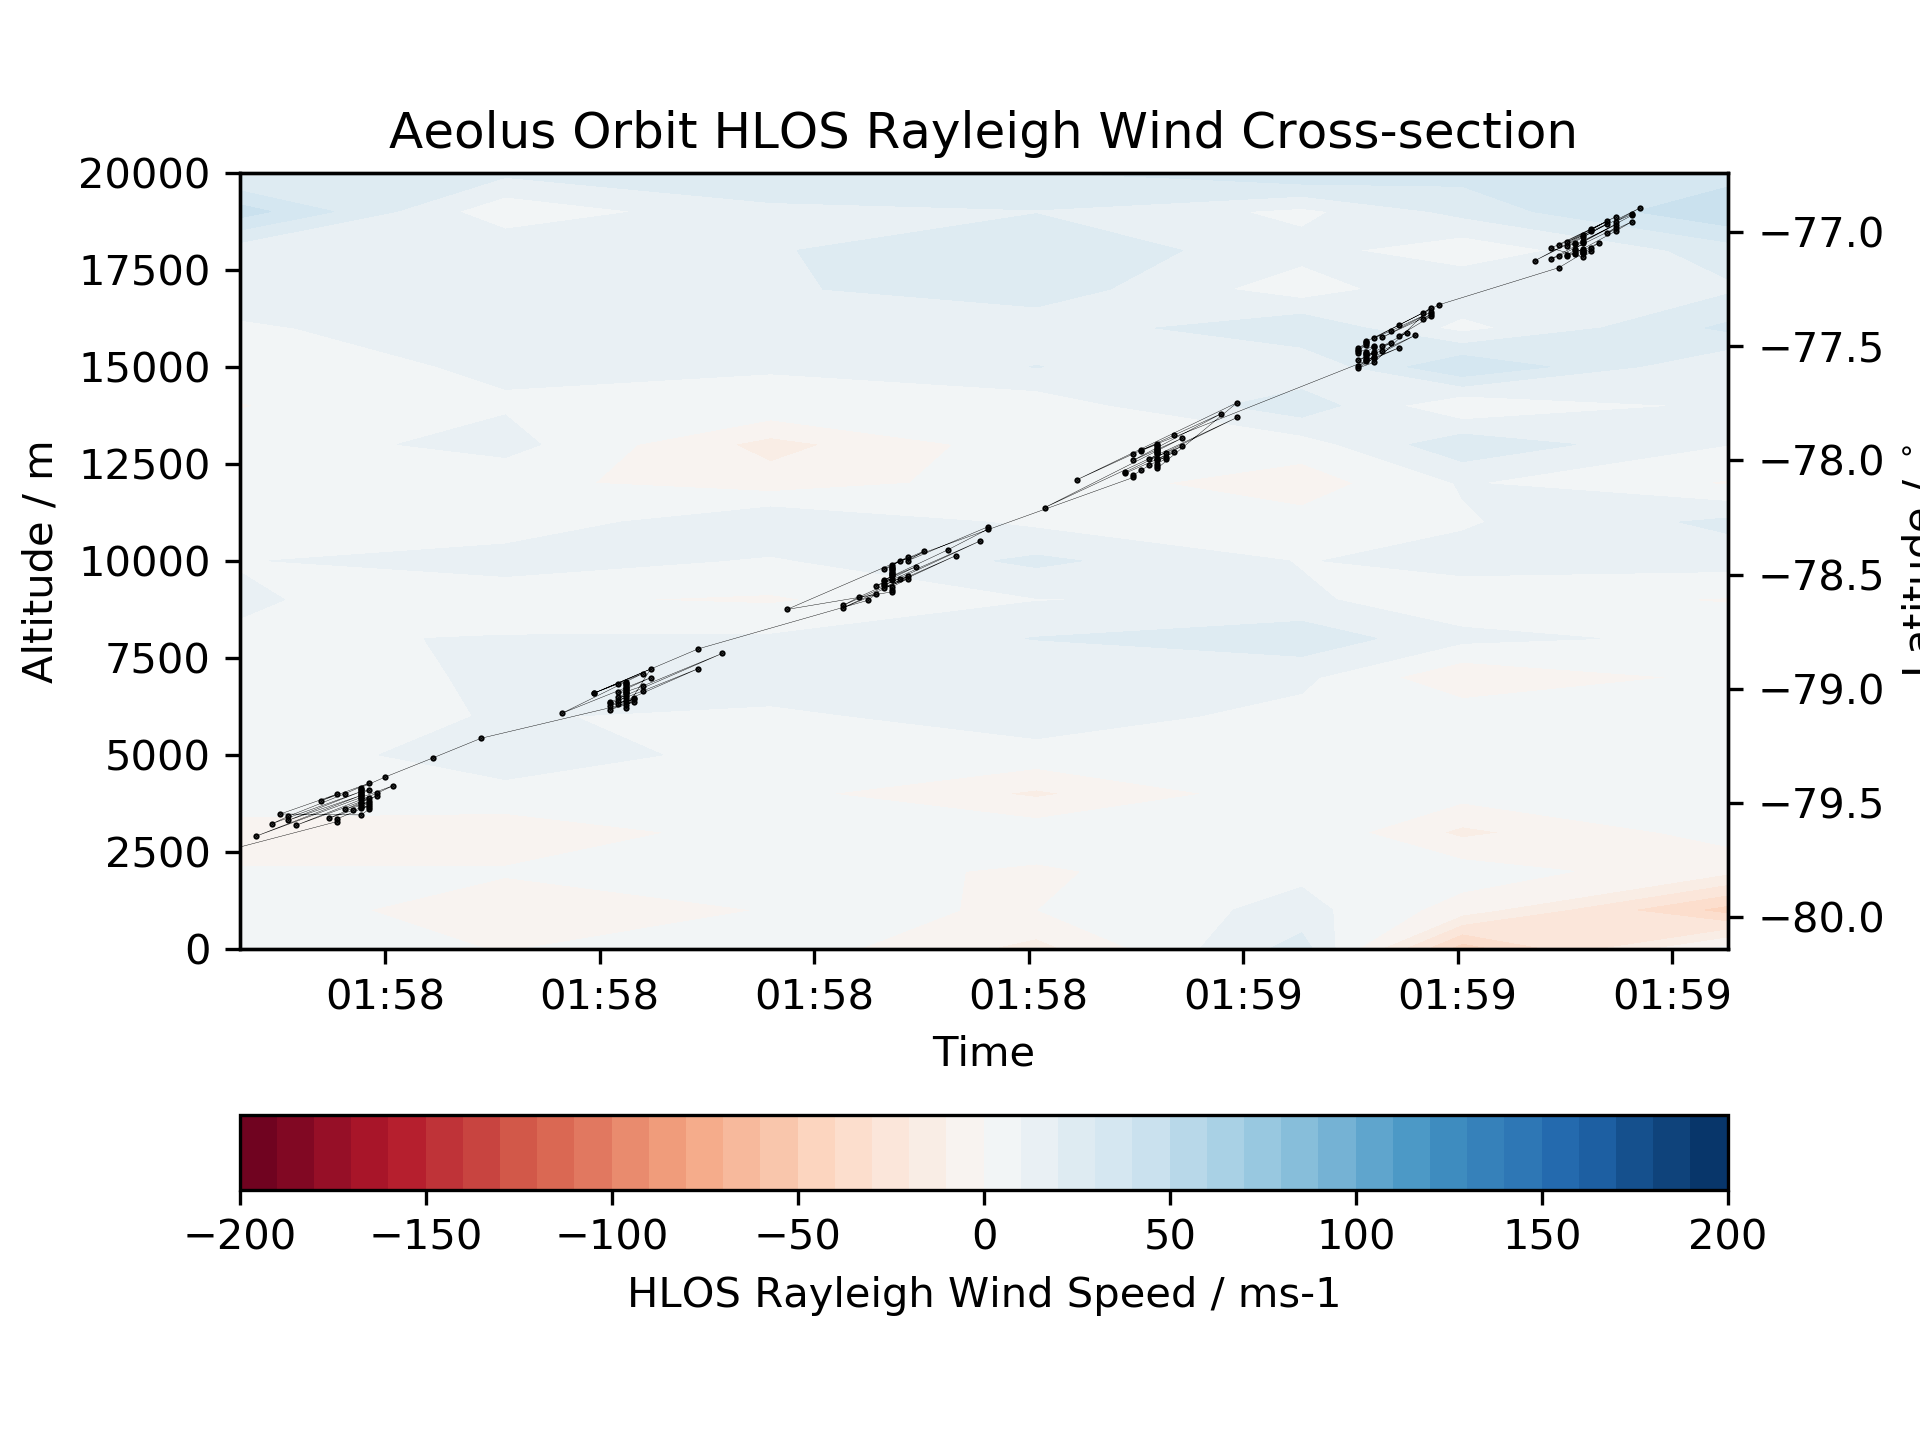 Aeolus Orbit HLOS Rayleigh Wind Cross-section
Altitude / m
20000
17500
15000
12500
10000
7500
5000
2500
0
−77.0
−77.5
−78.0
−78.5
−79.0
−79.5
−80.0
Latitude / °
01:58 01:58 01:58 01:58 01:59 01:59 01:59
Time
−200 −150 −100 −50 0 50 100 150 200
HLOS Rayleigh Wind Speed / ms-1